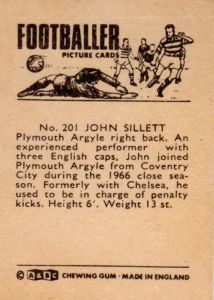 FOOTBALLER
PICTURE CARDS
No. 201 JOHN SILLETT
Plymouth Argyle right back. An
experienced performer with
three English caps, John joined
Plymouth Argyle from Coventry
City during the 1966 close sea-
son. Formerly with Chelsea, he
used to be in charge of penalty
kicks. Height 6′. Weight 13 st.
© A&BC CHEWING GUM · MADE IN ENGLAND